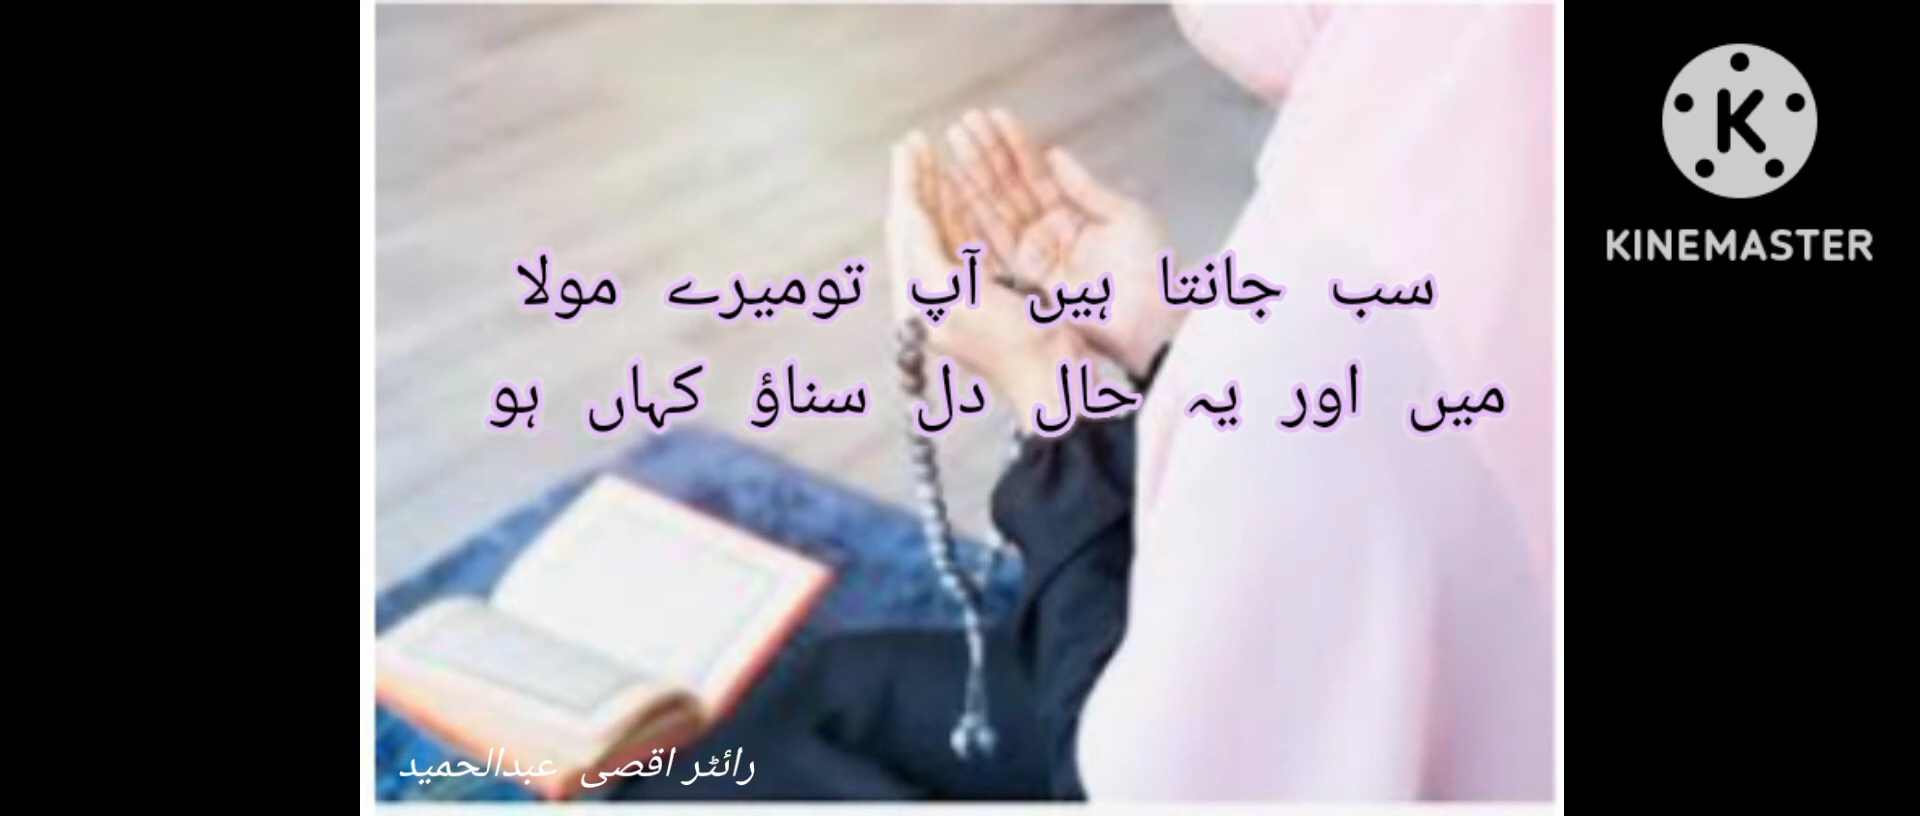 سب جانتا ہیں آپ تومیرے مولا
میں اور یہ حال دل سناؤ کہاں ہو
رائٹر اقصی عبدالحمید
K
KINEMASTER